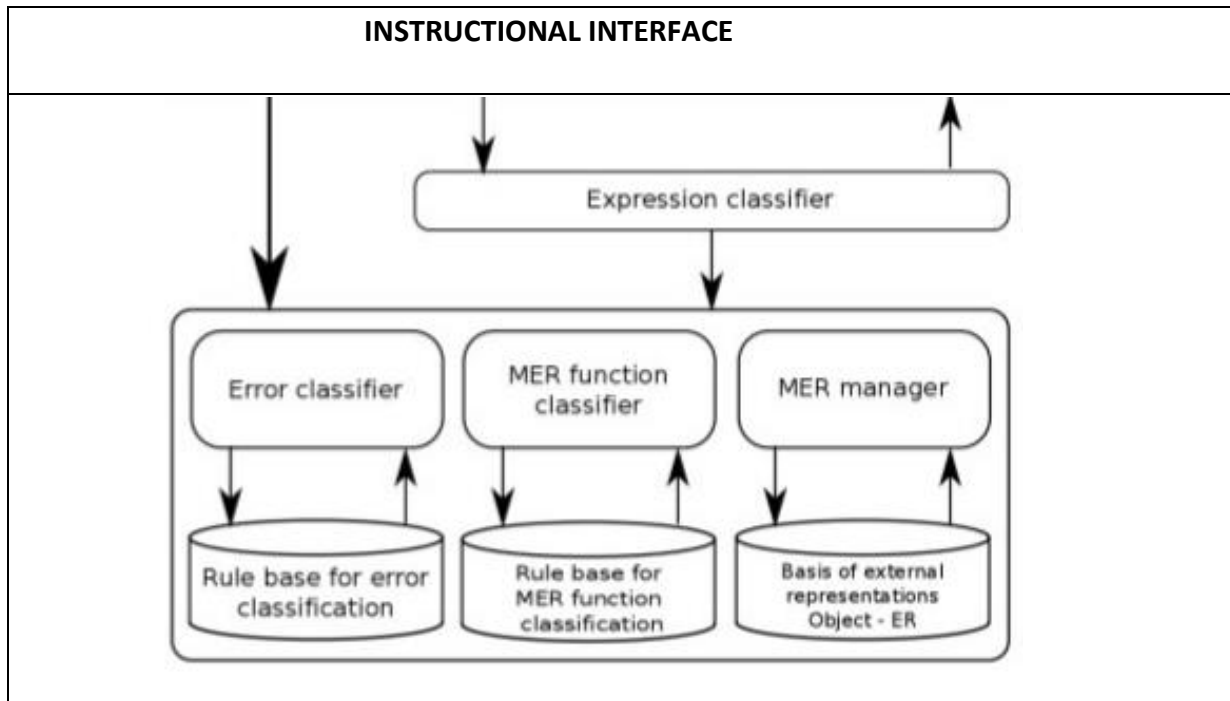 INSTRUCTIONAL INTERFACE
Expression classifier
Error classifier
MER function
classifier
MER manager
Rule base for error
classification
Rule base for
MER function
classification
Basis of external
representations
Object - ER